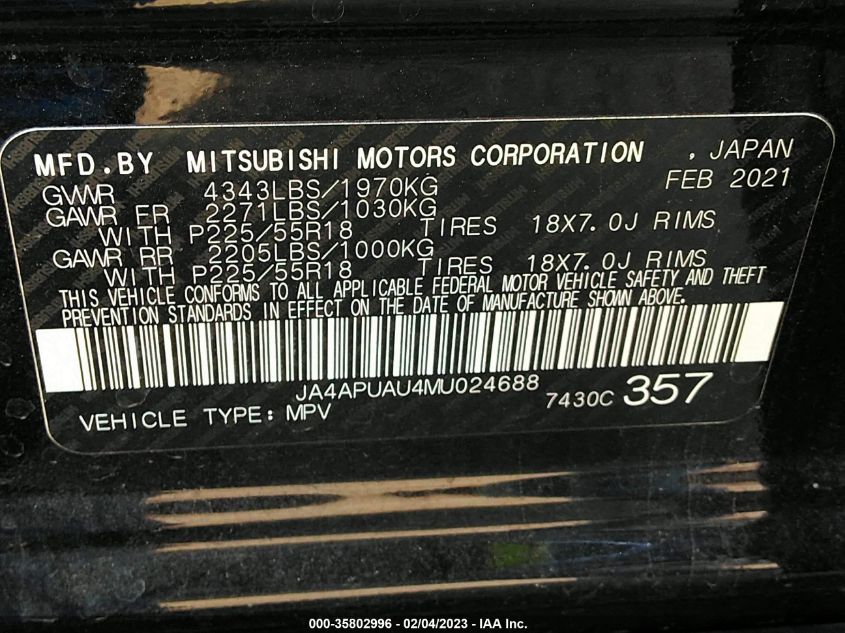 MFD.BY MITSUBISHI MOTORS CORPORATION , JAPAN
GVWR 4343LBS/1970KG FEB 2021
GAWR FR 2271LBS/1030KG
WITH P225/55R18 TIRES 18X7.0J RIMS
GAWR RR 2205LBS/1000KG
WITH P225/55R18 TIRES 18X7.0J RIMS
THIS VEHICLE CONFORMS TO ALL APPLICABLE FEDERAL MOTOR VEHICLE SAFETY AND THEFT
PREVENTION STANDARDS IN EFFECT ON THE DATE OF MANUFACTURE SHOWN ABOVE.
JA4APUAU4MU024688
VEHICLE TYPE: MPV 7430C 357
000-35802996 - 02/04/2023 - IAA Inc.